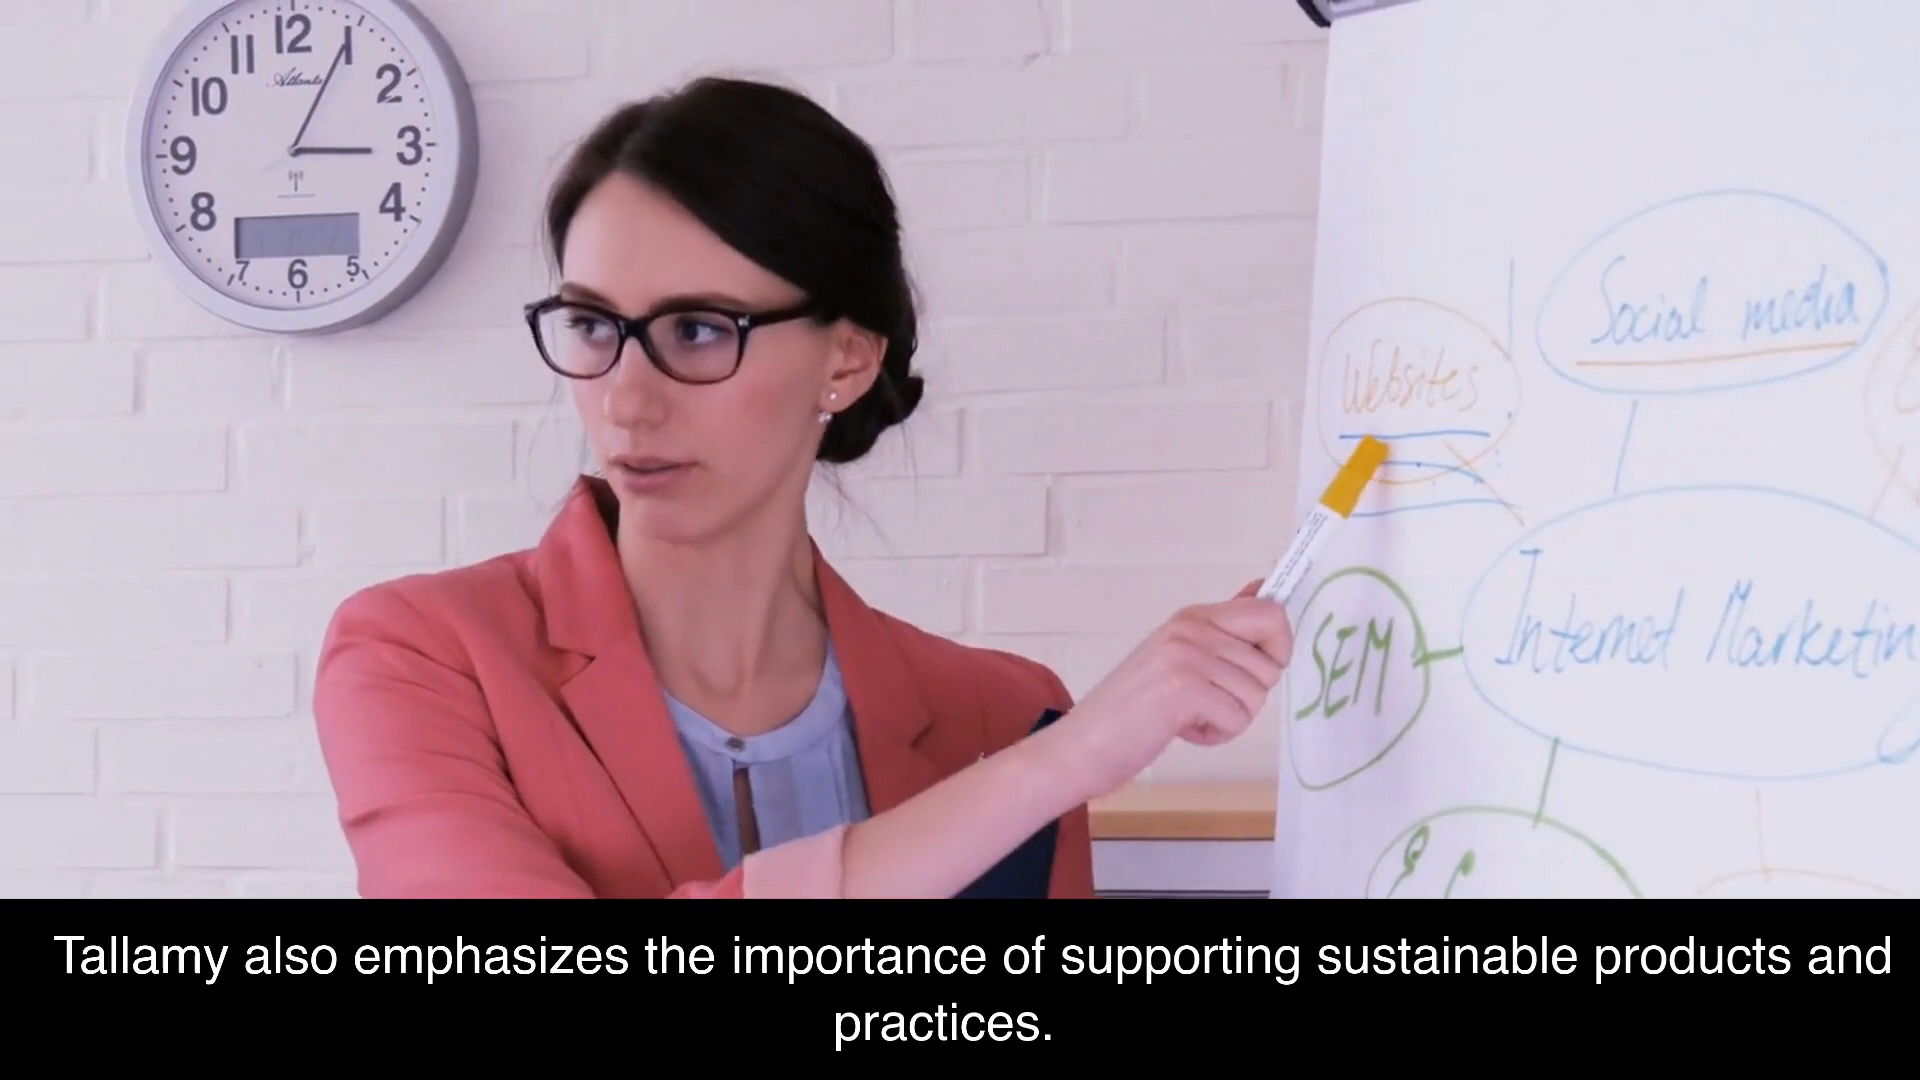 12
11
1
Atlanta
10
2
9
3
8
4
7
6
5
Social media
Websites
Internet Marketin
SEM
Tallamy also emphasizes the importance of supporting sustainable products and
practices.